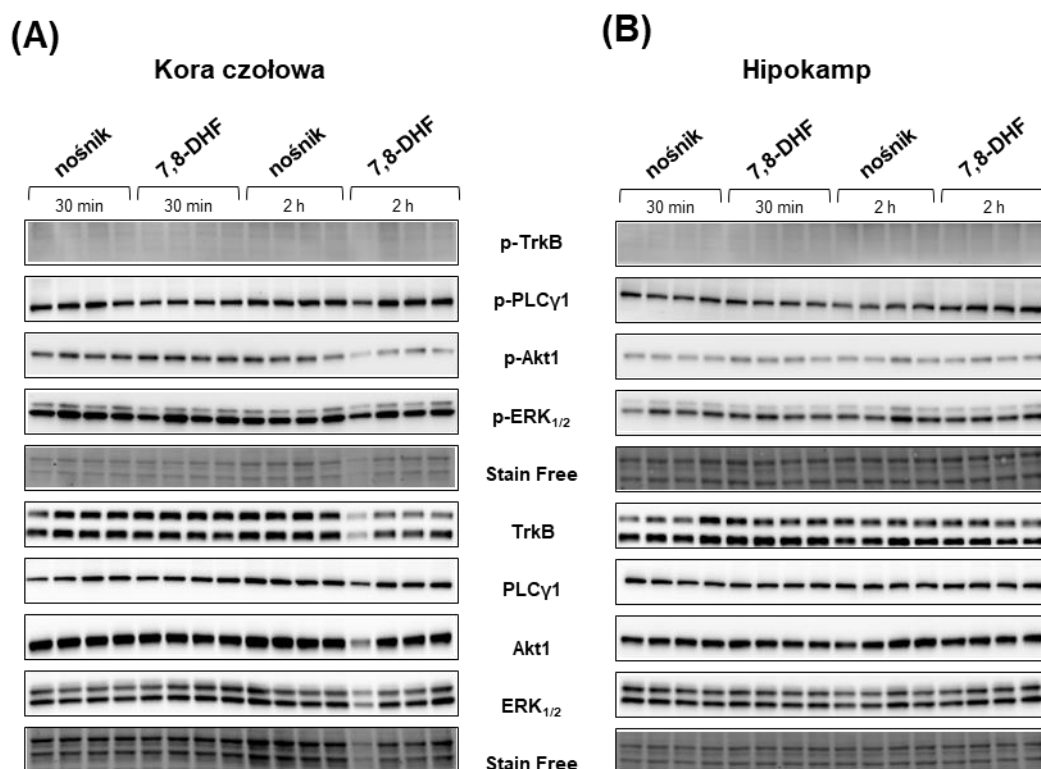 (A)
Kora czołowa
nośnik
7,8-DHF
nośnik
7,8-DHF
30 min
30 min
2 h
2 h
(B)
Hipokamp
nośnik
7,8-DHF
nośnik
7,8-DHF
30 min
30 min
2 h
2 h
p-TrkB
p-PLCγ1
p-Akt1
p-ERK1/2
Stain Free
TrkB
PLCγ1
Akt1
ERK1/2
Stain Free